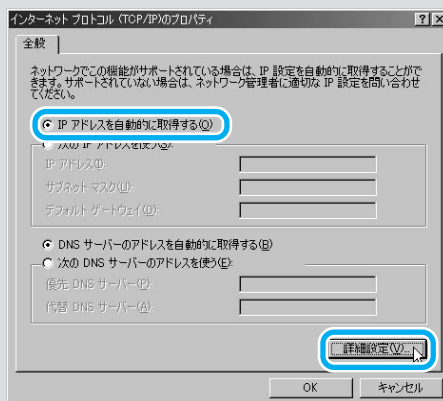 インターネット プロトコル (TCP/IP)のプロパティ
全般
ネットワークでこの機能がサポートされている場合は、IP 設定を自動的に取得することがで
きます。サポートされていない場合は、ネットワーク管理者に適切な IP 設定を問い合わせ
てください。
IP アドレスを自動的に取得する(O)
次の IP アドレスを使う(S):
IP アドレス(I):
サブネット マスク(U):
デフォルト ゲートウェイ(D):
DNS サーバーのアドレスを自動的に取得する(B)
次の DNS サーバーのアドレスを使う(E):
優先 DNS サーバー(P):
代替 DNS サーバー(A):
詳細設定(V)...
OK
キャンセル